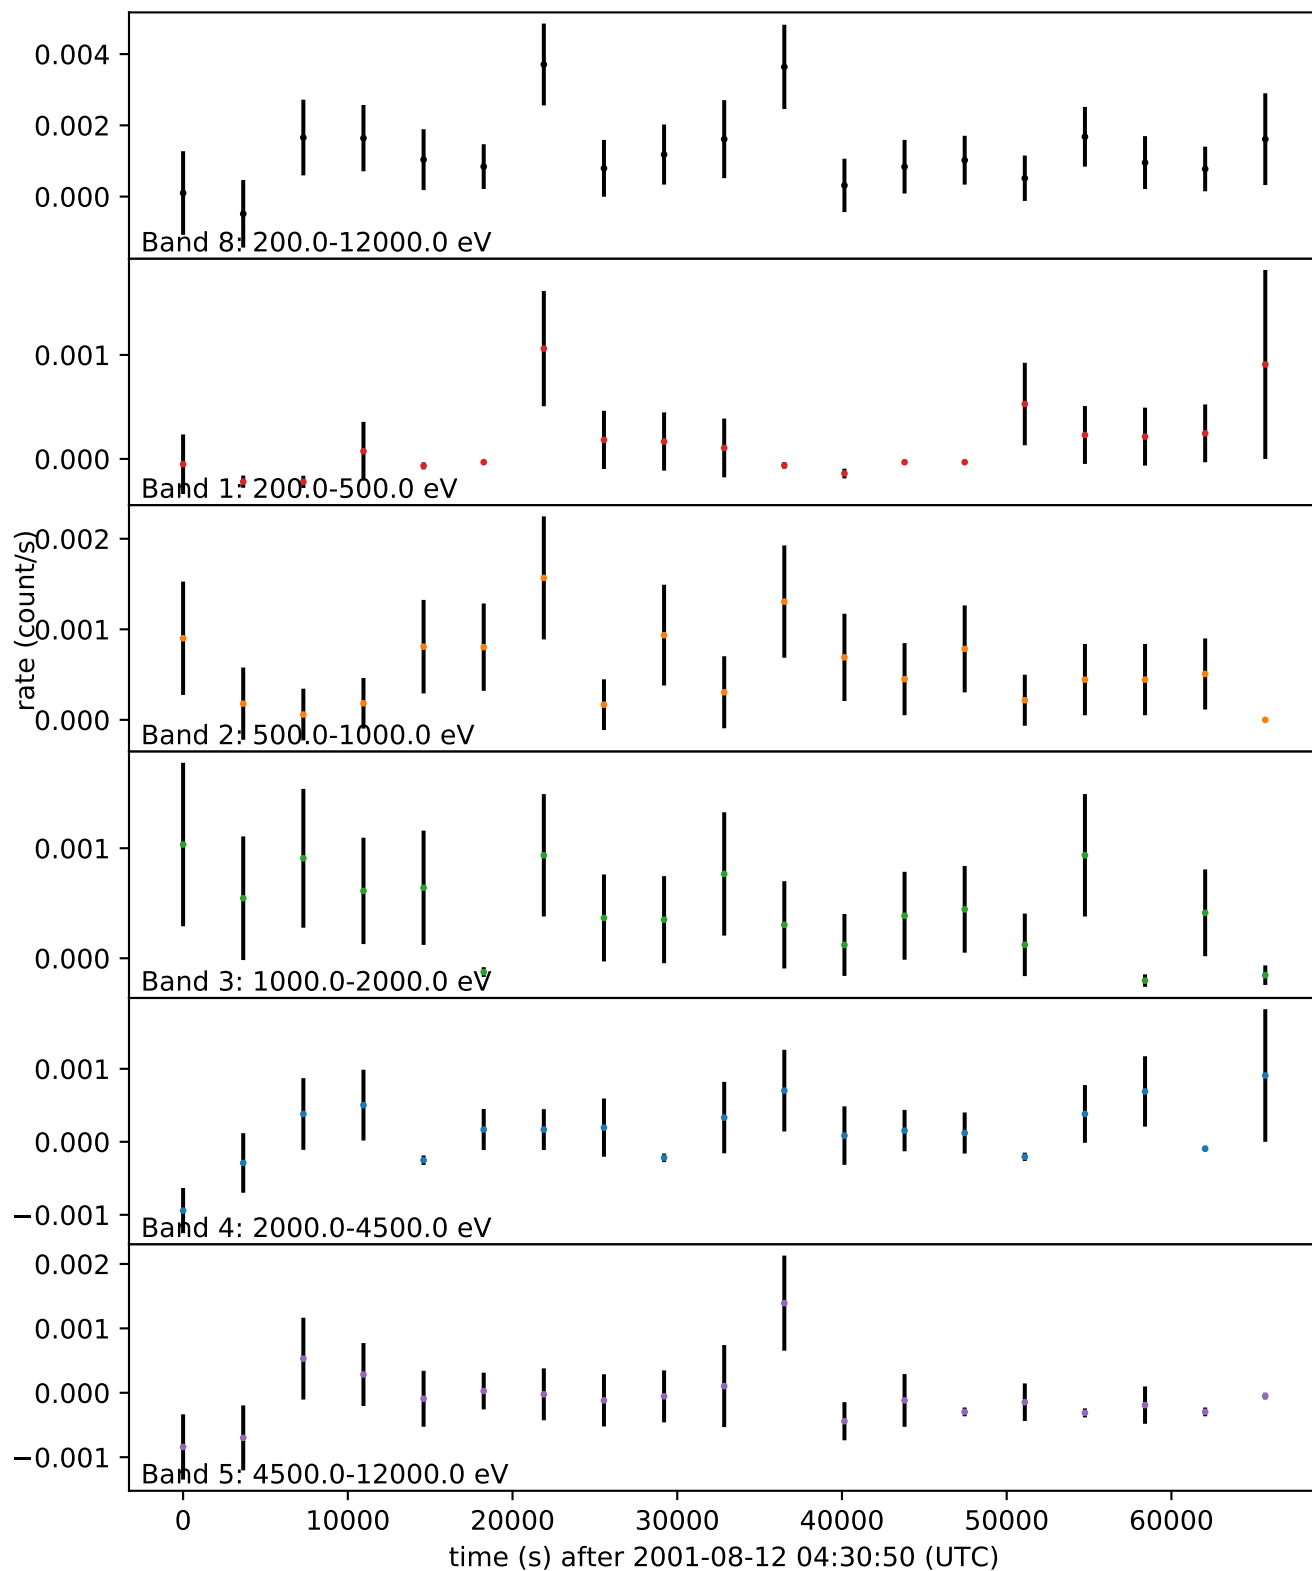 0.004
0.002
0.000
Band 8: 200.0-12000.0 eV
0.001
0.000
Band 1: 200.0-500.0 eV
rate (count/s)
0.002
0.001
0.000
Band 2: 500.0-1000.0 eV
0.001
0.000
Band 3: 1000.0-2000.0 eV
0.001
0.000
−0.001
Band 4: 2000.0-4500.0 eV
0.002
0.001
0.000
−0.001
Band 5: 4500.0-12000.0 eV
0 10000 20000 30000 40000 50000 60000
time (s) after 2001-08-12 04:30:50 (UTC)